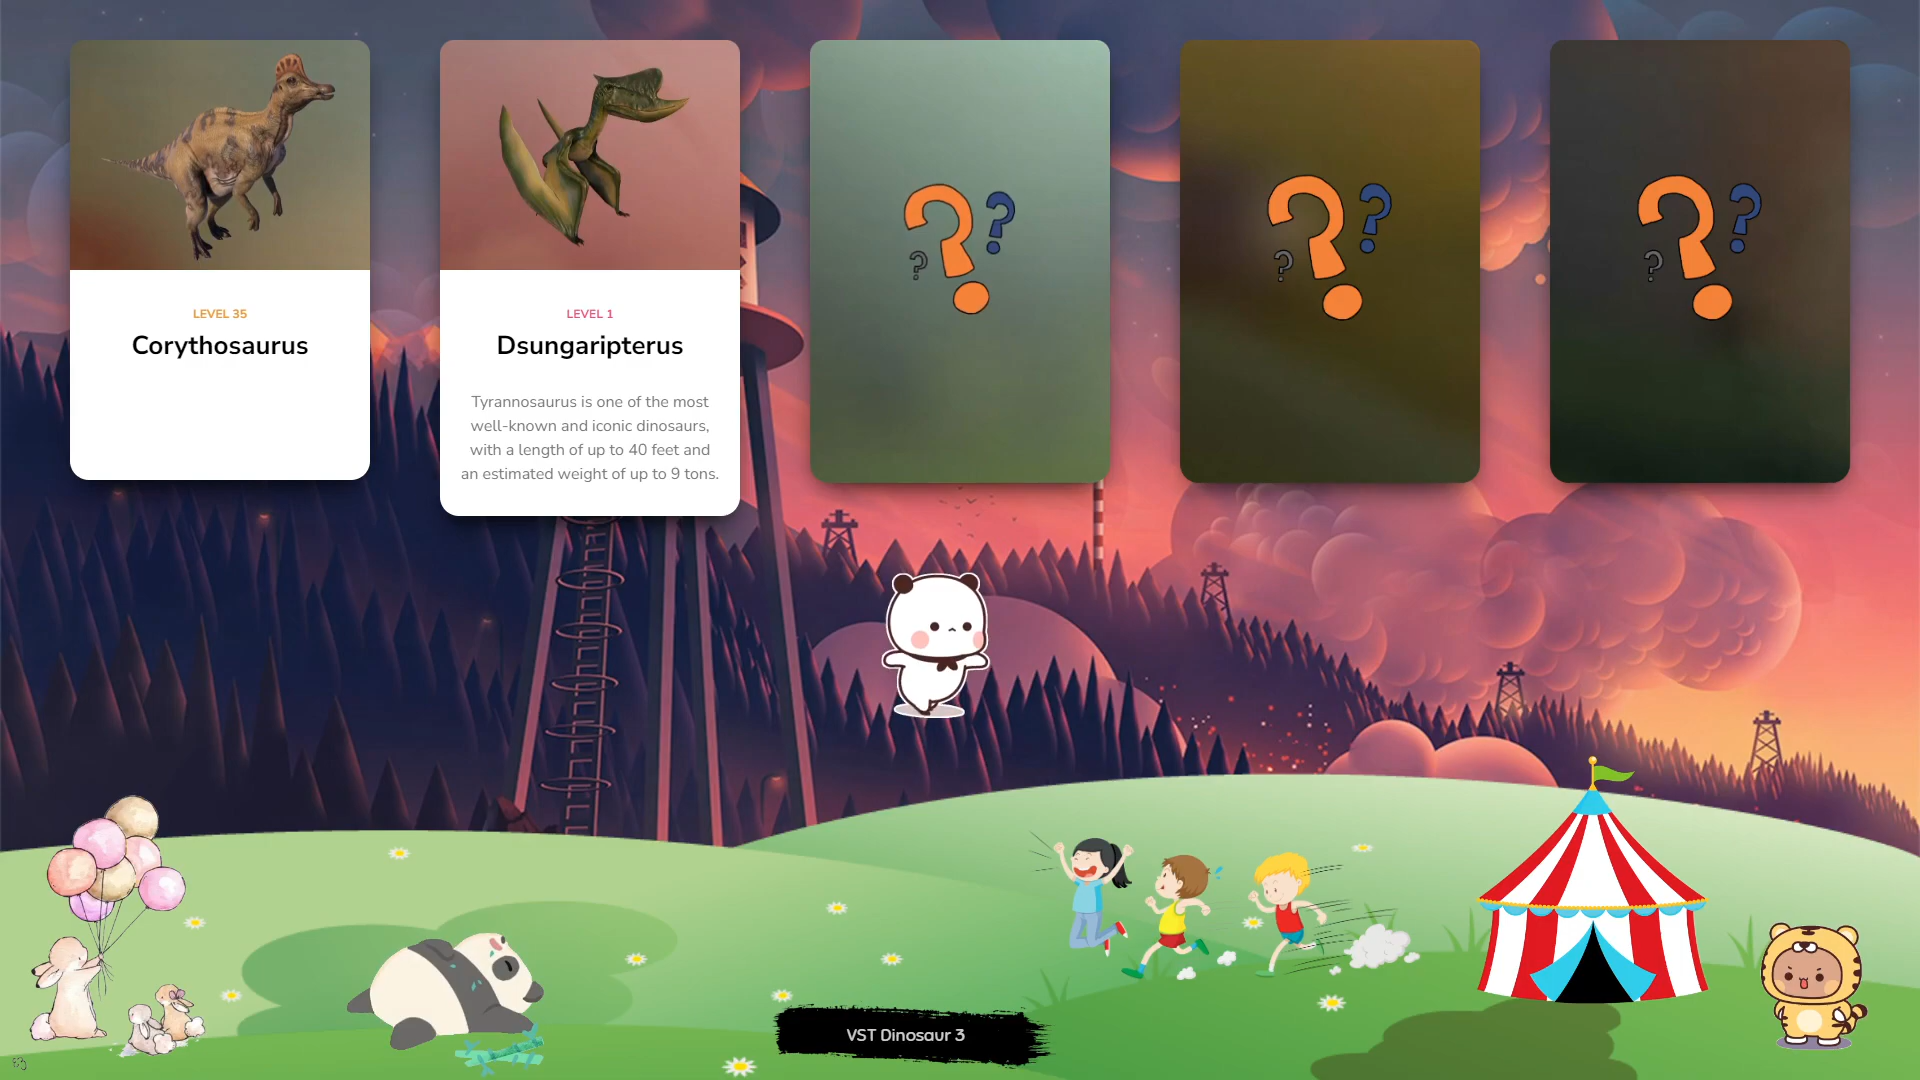 LEVEL 35
Corythosaurus
LEVEL 1
Dsungaripterus
Tyrannosaurus is one of the most
well-known and iconic dinosaurs,
with a length of up to 40 feet and
an estimated weight of up to 9 tons.
? ? ?
? ? ?
? ? ?
VST Dinosaur 3